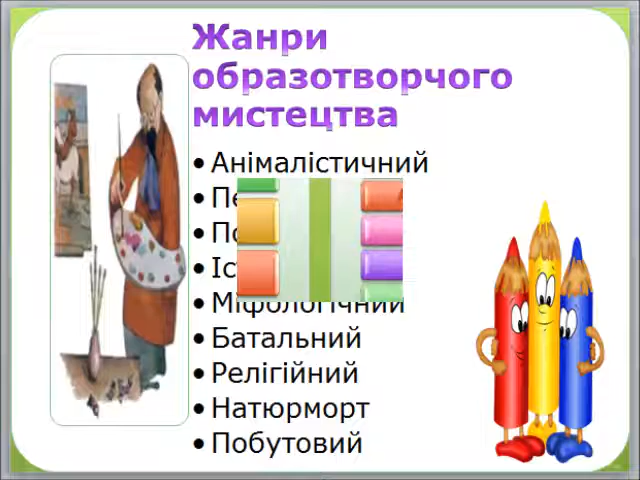 Жанри
образотворчого
мистецтва
• Анімалістичний
• Міфологічний
• Батальний
• Релігійний
• Натюрморт
• Побутовий